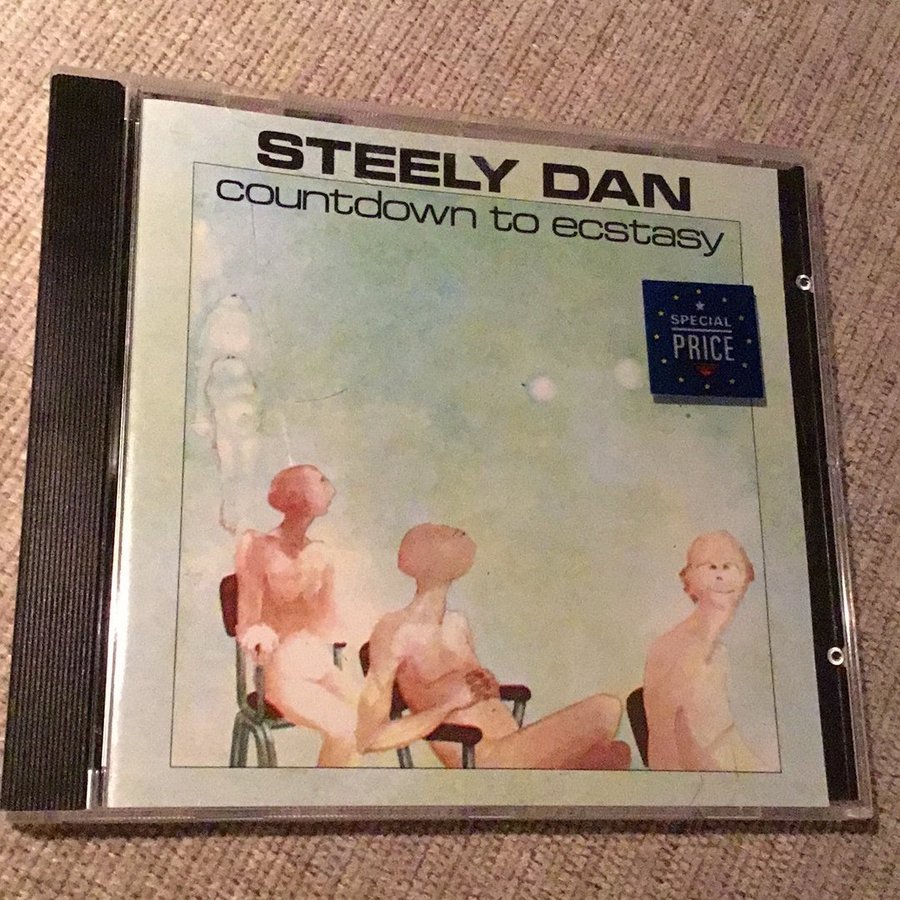 STEELY DAN
countdown to ecstasy
SPECIAL
PRICE